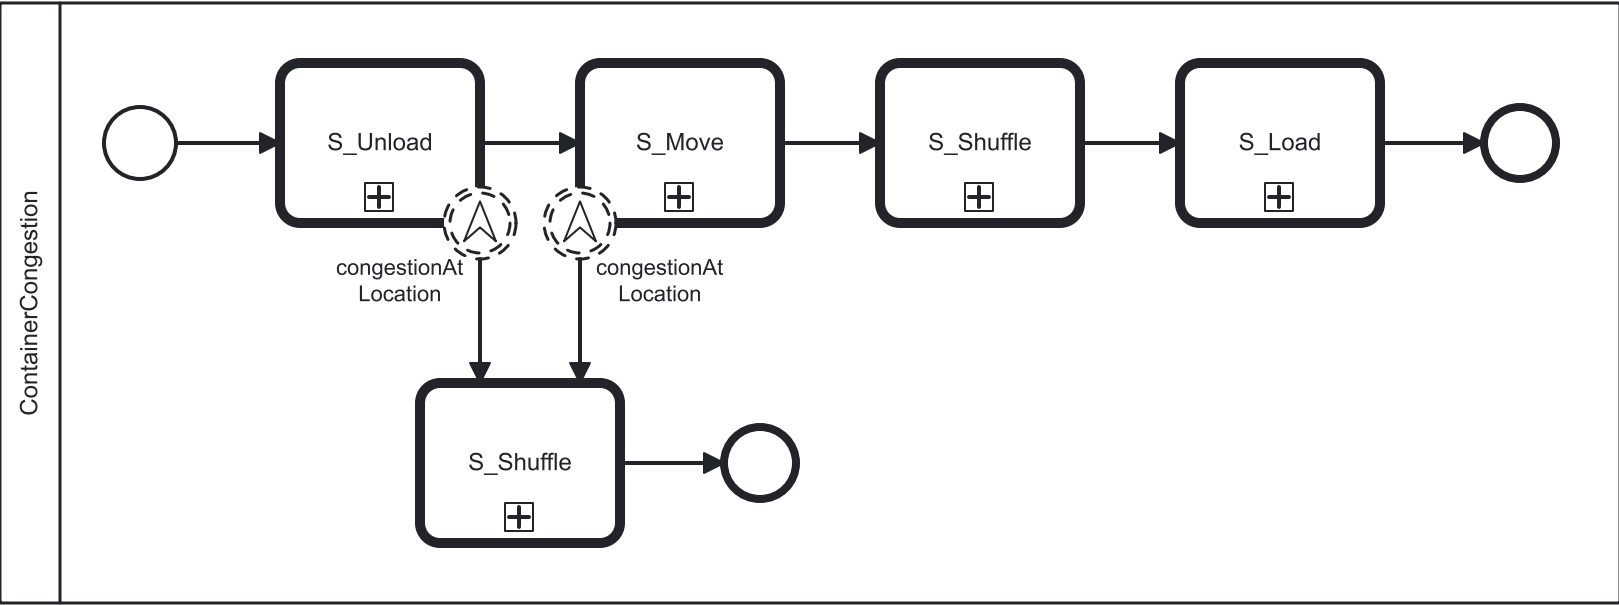 ContainerCongestion
S_Unload
S_Move
S_Shuffle
S_Load
congestionAt
Location
congestionAt
Location
S_Shuffle